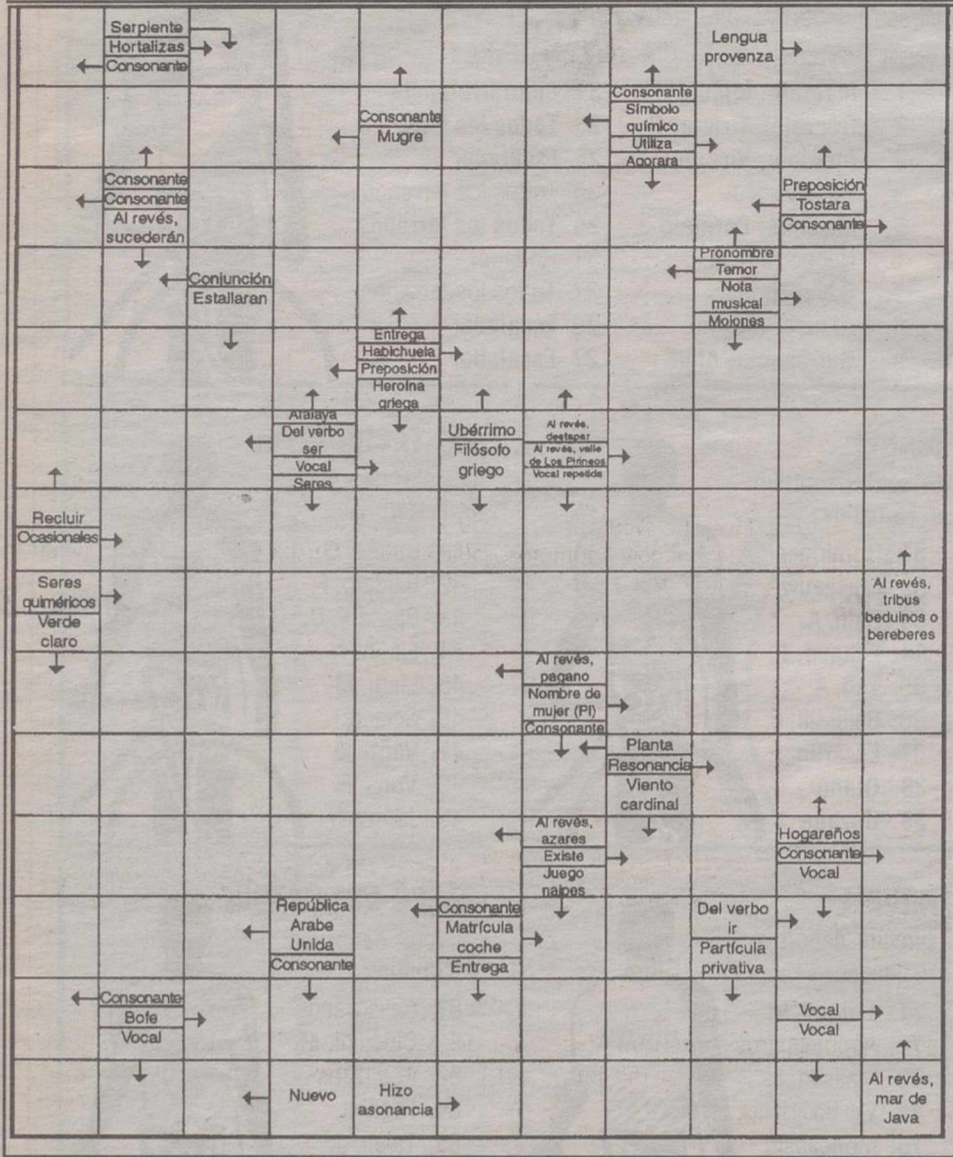 Serpiente
Hortalizas
Consonante
Lengua
provenza
Consonante
Mugre
Consonante
Símbolo
químico
Utiliza
Agorara
Consonante
Consonante
Al revés,
sucederán
Preposición
Tostara
Consonante
Conjunción
Estallaran
Pronombre
Temor
Nota
musical
Mojones
Entrega
Habichuela
Preposición
Heroína
griega
Atalaya
Del verbo
ser
Vocal
Seras
Ubérrimo
Filósofo
griego
Al revés,
destapar
Al revés, valle
de Los Pirineos
Vocal repetida
Recluir
Ocasionales
Seres
quiméricos
Verde
claro
Al revés,
tribus
beduinos o
bereberes
Al revés,
pagano
Nombre de
mujer (Pl)
Consonante
Planta
Resonancia
Viento
cardinal
Al revés,
azares
Existe
Juego
naipes
Hogareños
Consonante
Vocal
República
Arabe
Unida
Consonante
Consonante
Matrícula
coche
Entrega
Del verbo
ir
Partícula
privativa
Consonante
Bofe
Vocal
Vocal
Vocal
Nuevo
Hizo
asonancia
Al revés,
mar de
Java